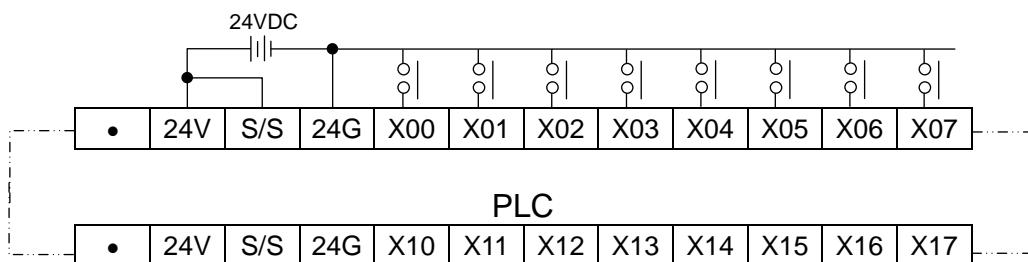 24VDC
● 24V S/S 24G X00 X01 X02 X03 X04 X05 X06 X07
PLC
● 24V S/S 24G X10 X11 X12 X13 X14 X15 X16 X17